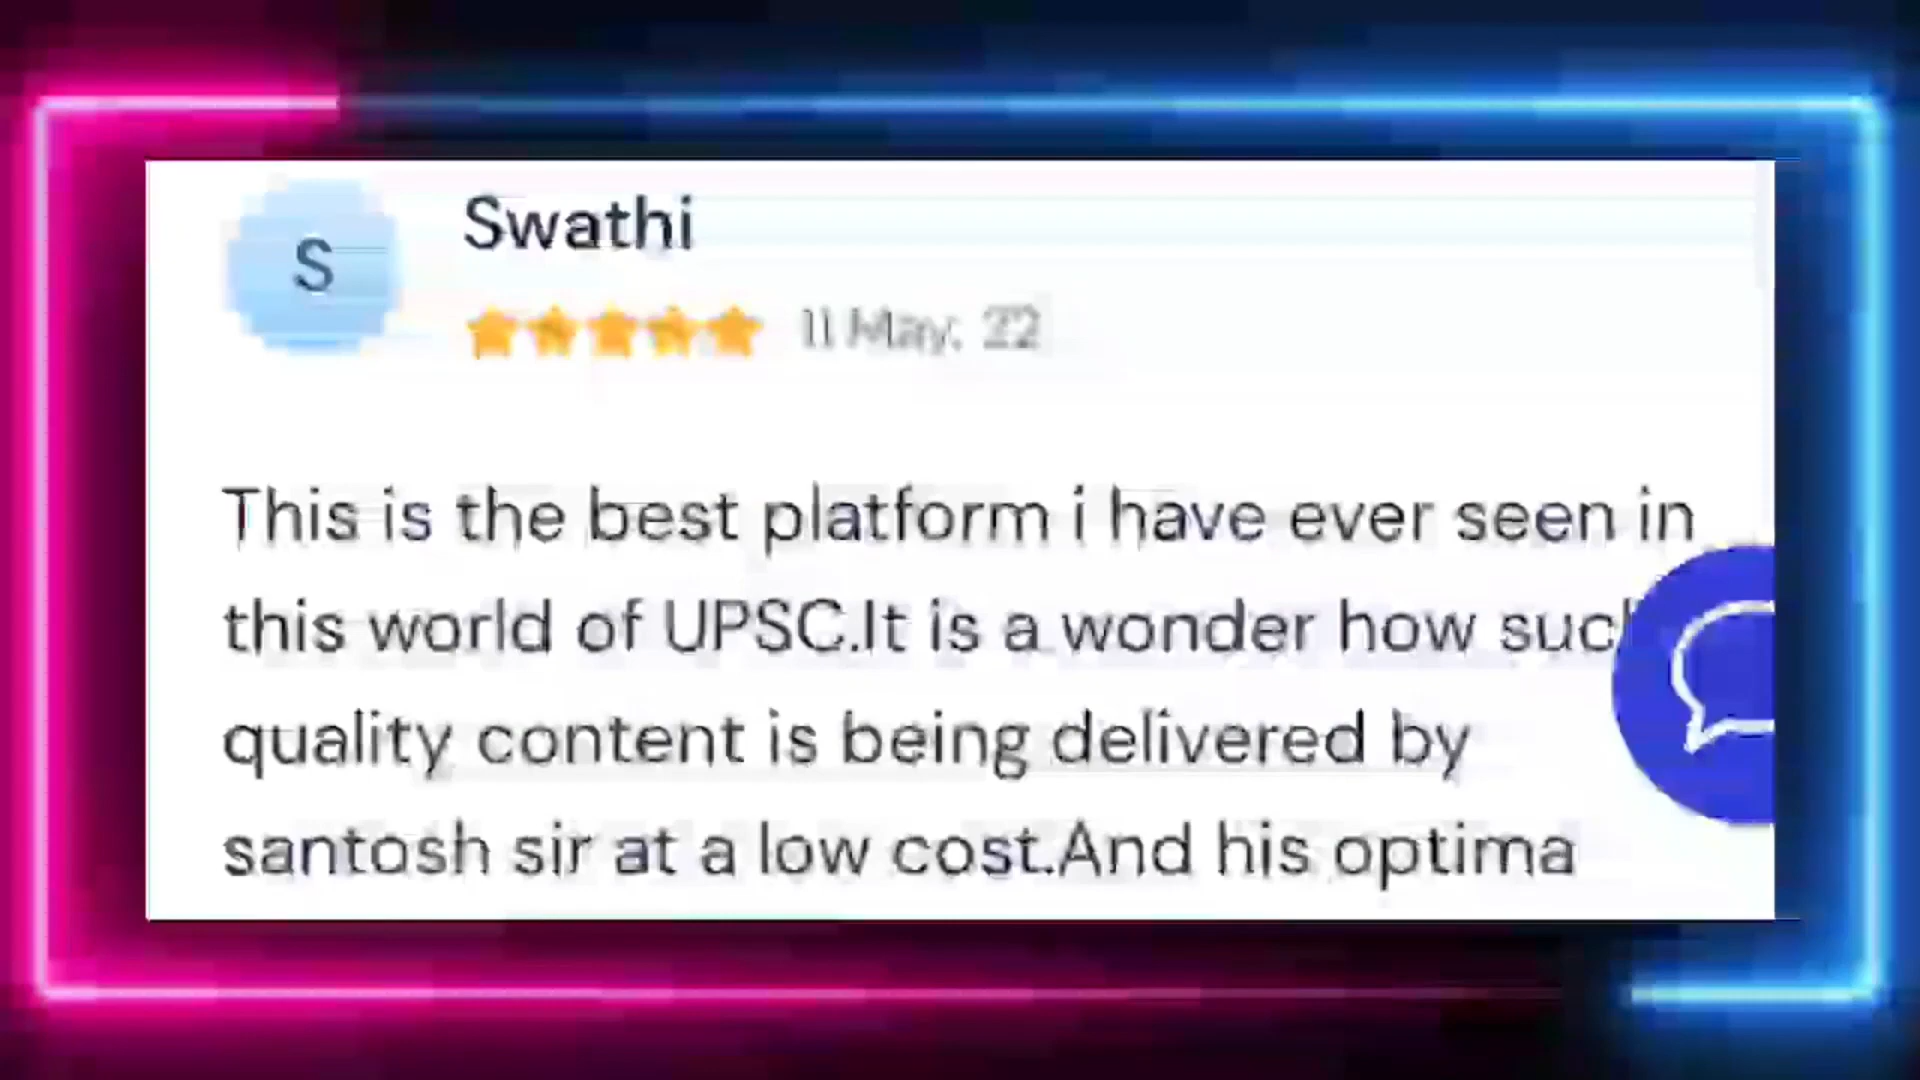 S
Swathi
11 May, 22
This is the best platform i have ever seen in
this world of UPSC.It is a wonder how such
quality content is being delivered by
santosh sir at a low cost.And his optima